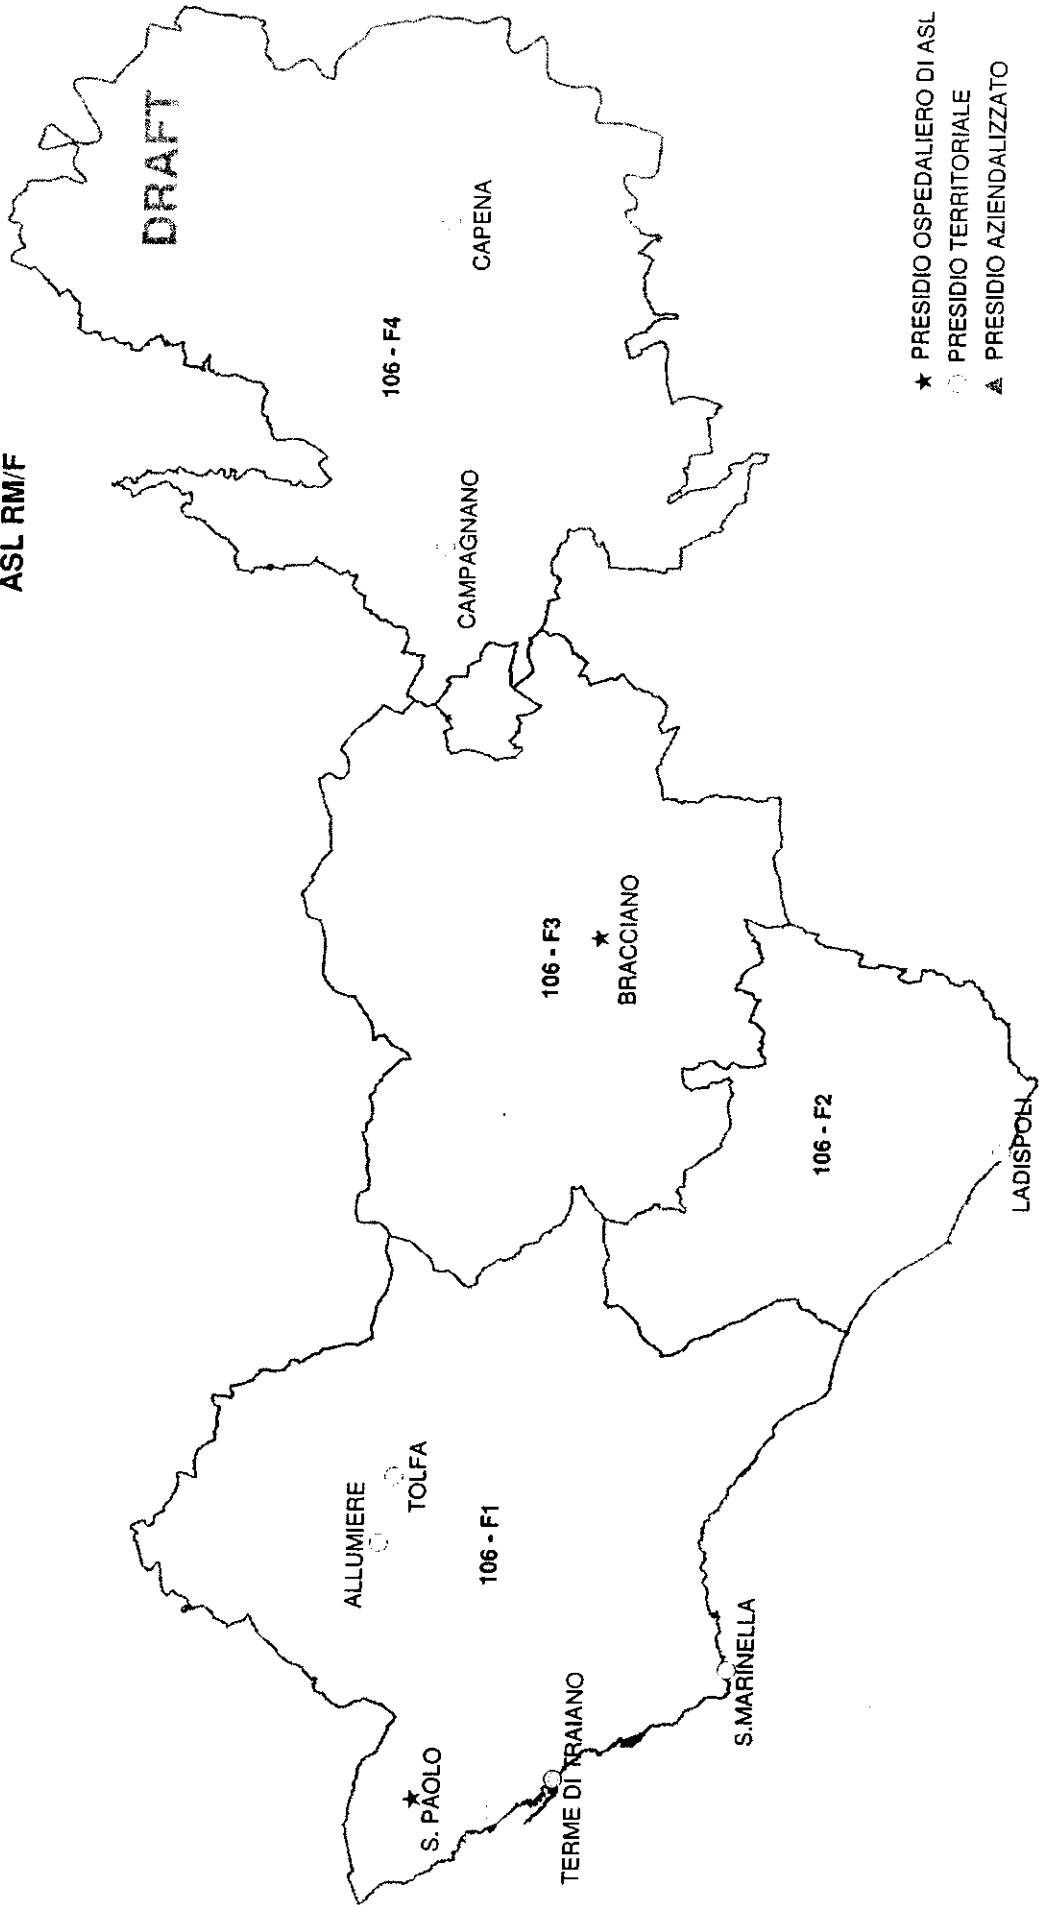 ASL RM/F
DRAFT
CAPENA
106 - F4
CAMPAGNANO
106 - F3
BRACCIANO
106 - F2
LADISPOLI
ALLUMIERE
TOLFA
106 - F1
S. PAOLO
TERME DI TRAIANO
S.MARINELLA
★ PRESIDIO OSPEDALIERO DI ASL
○ PRESIDIO TERRITORIALE
▲ PRESIDIO AZIENDALIZZATO